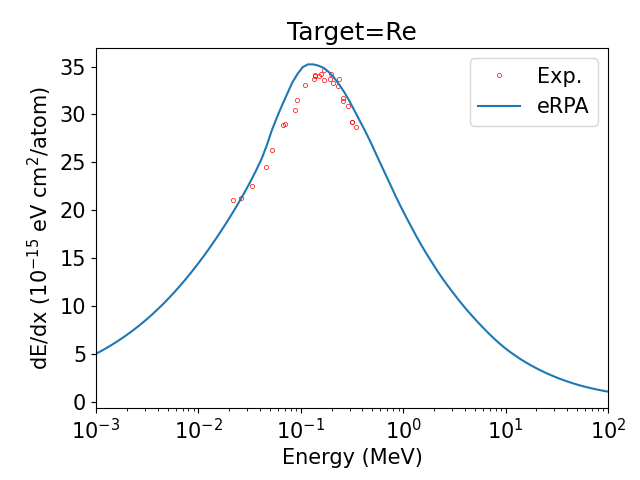 Target=Re
Exp.
eRPA
dE/dx (10⁻¹⁵ eV cm²/atom)
35
30
25
20
15
10
5
0
10⁻³ 10⁻² 10⁻¹ 10⁰ 10¹ 10²
Energy (MeV)